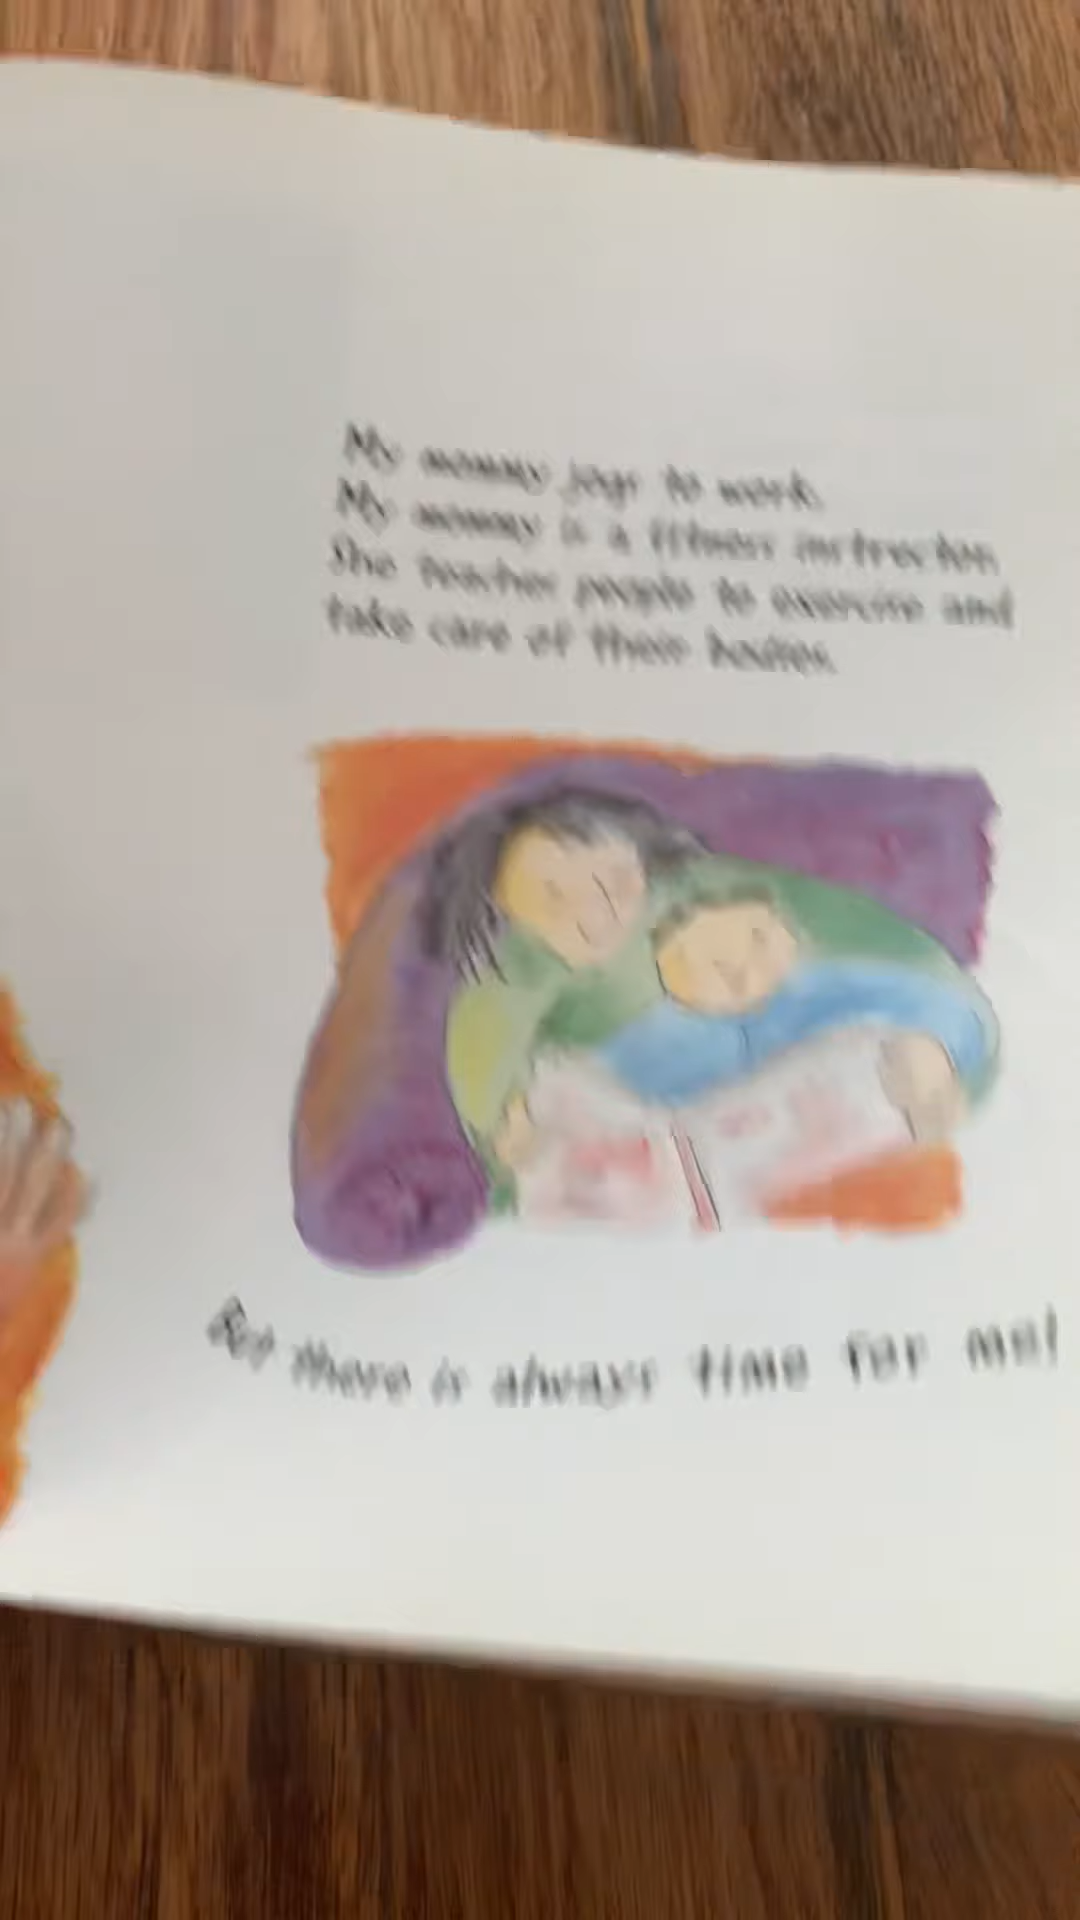 My mommy jogs to work.
My mommy is a fitness instructor.
She teaches people to exercise and
take care of their bodies.
But there is always time for me!